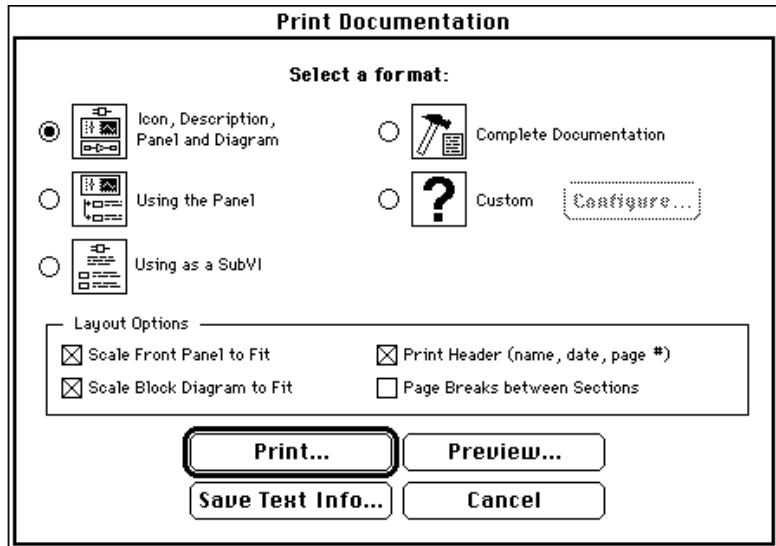 Print Documentation
Select a format:
Icon, Description,
Panel and Diagram
Complete Documentation
Using the Panel
?
Custom
Configure...
Using as a SubVI
Layout Options
Scale Front Panel to Fit
Print Header (name, date, page #)
Scale Block Diagram to Fit
Page Breaks between Sections
Print...
Preview...
Save Text Info...
Cancel